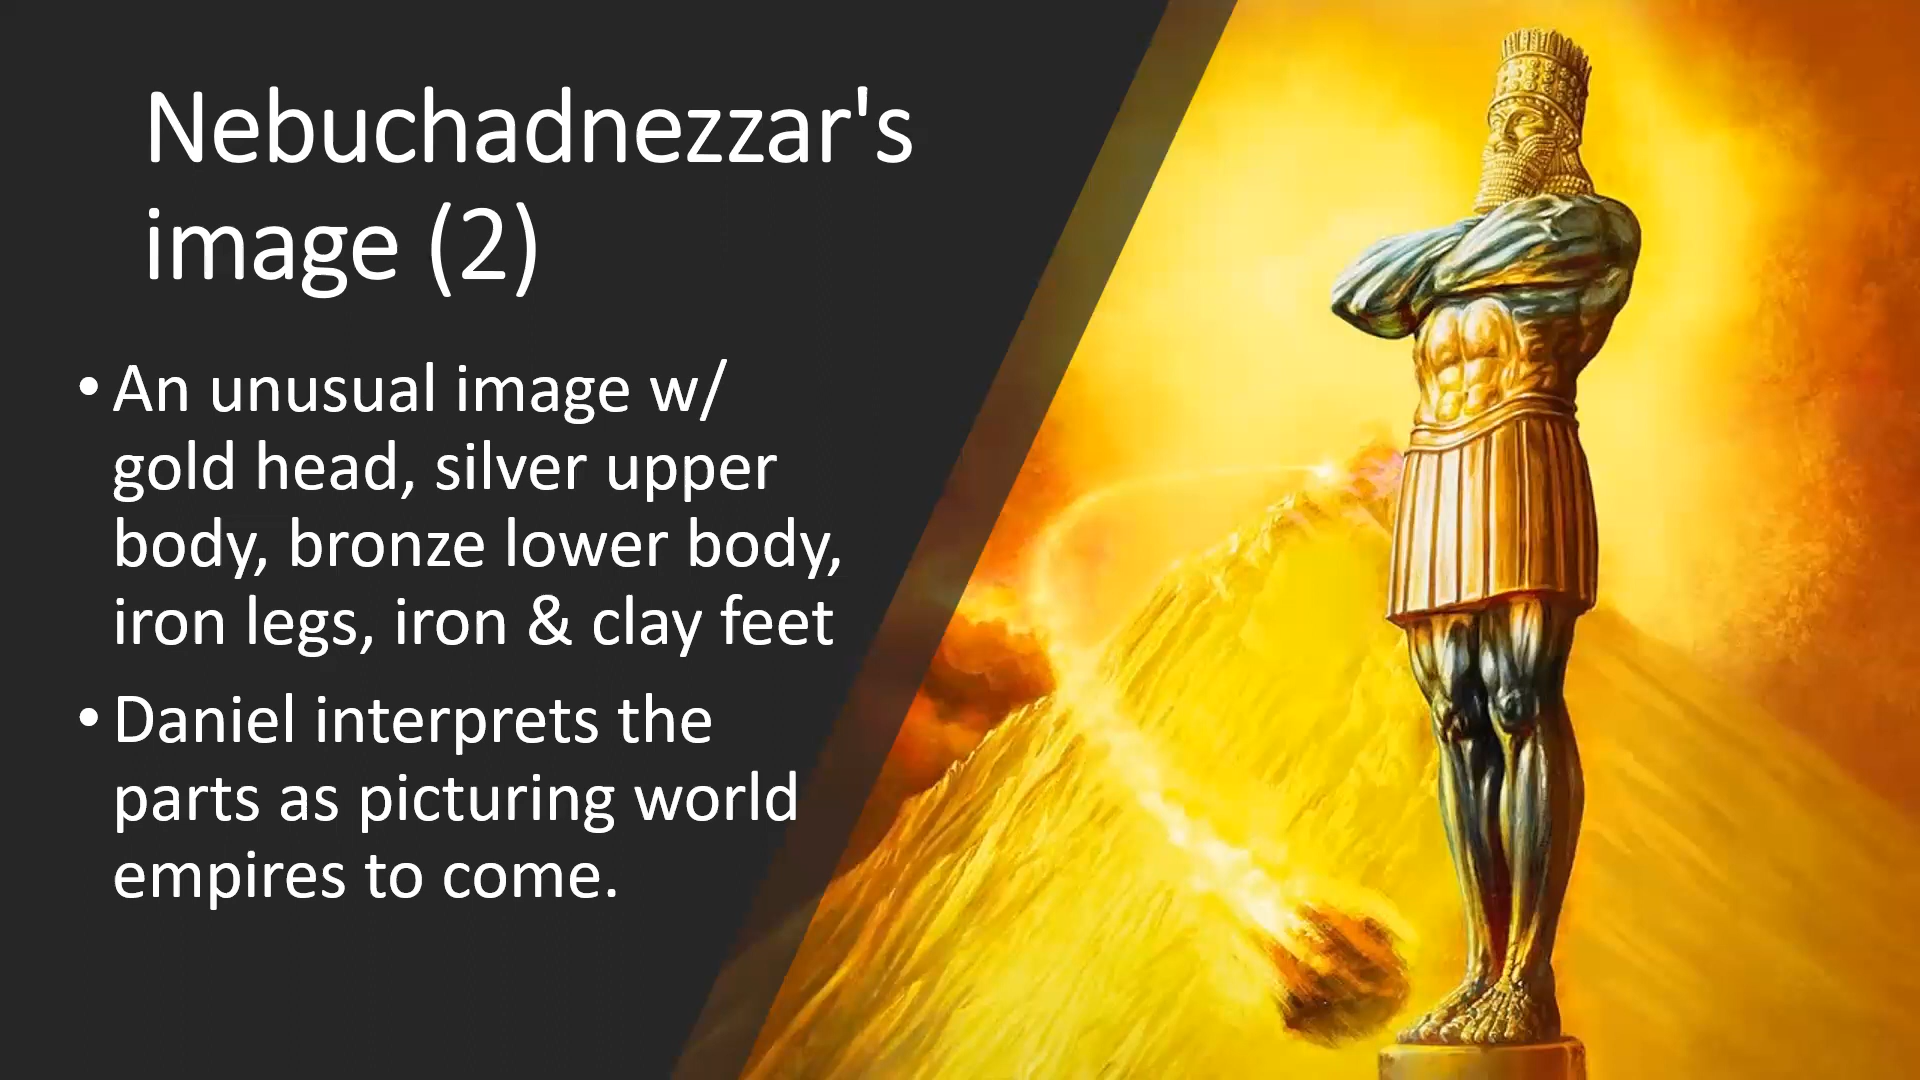 Nebuchadnezzar's
image (2)
• An unusual image w/
gold head, silver upper
body, bronze lower body,
iron legs, iron & clay feet
• Daniel interprets the
parts as picturing world
empires to come.